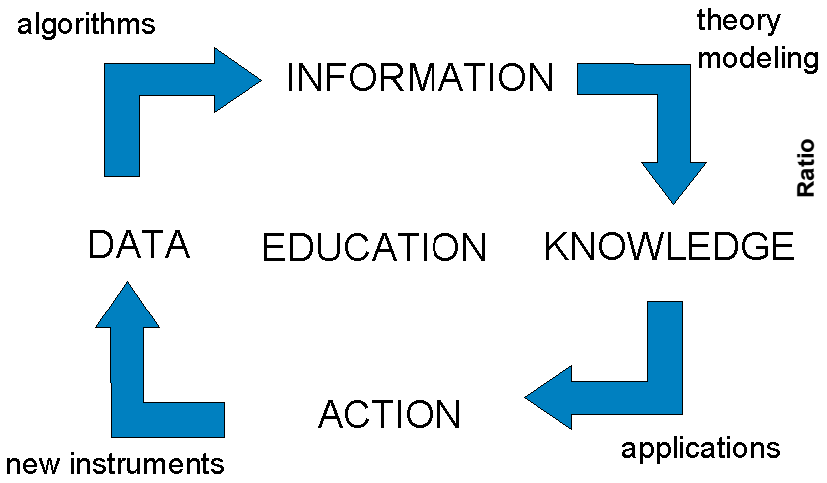 algorithms
theory
modeling
INFORMATION
Ratio
DATA
EDUCATION
KNOWLEDGE
ACTION
applications
new instruments